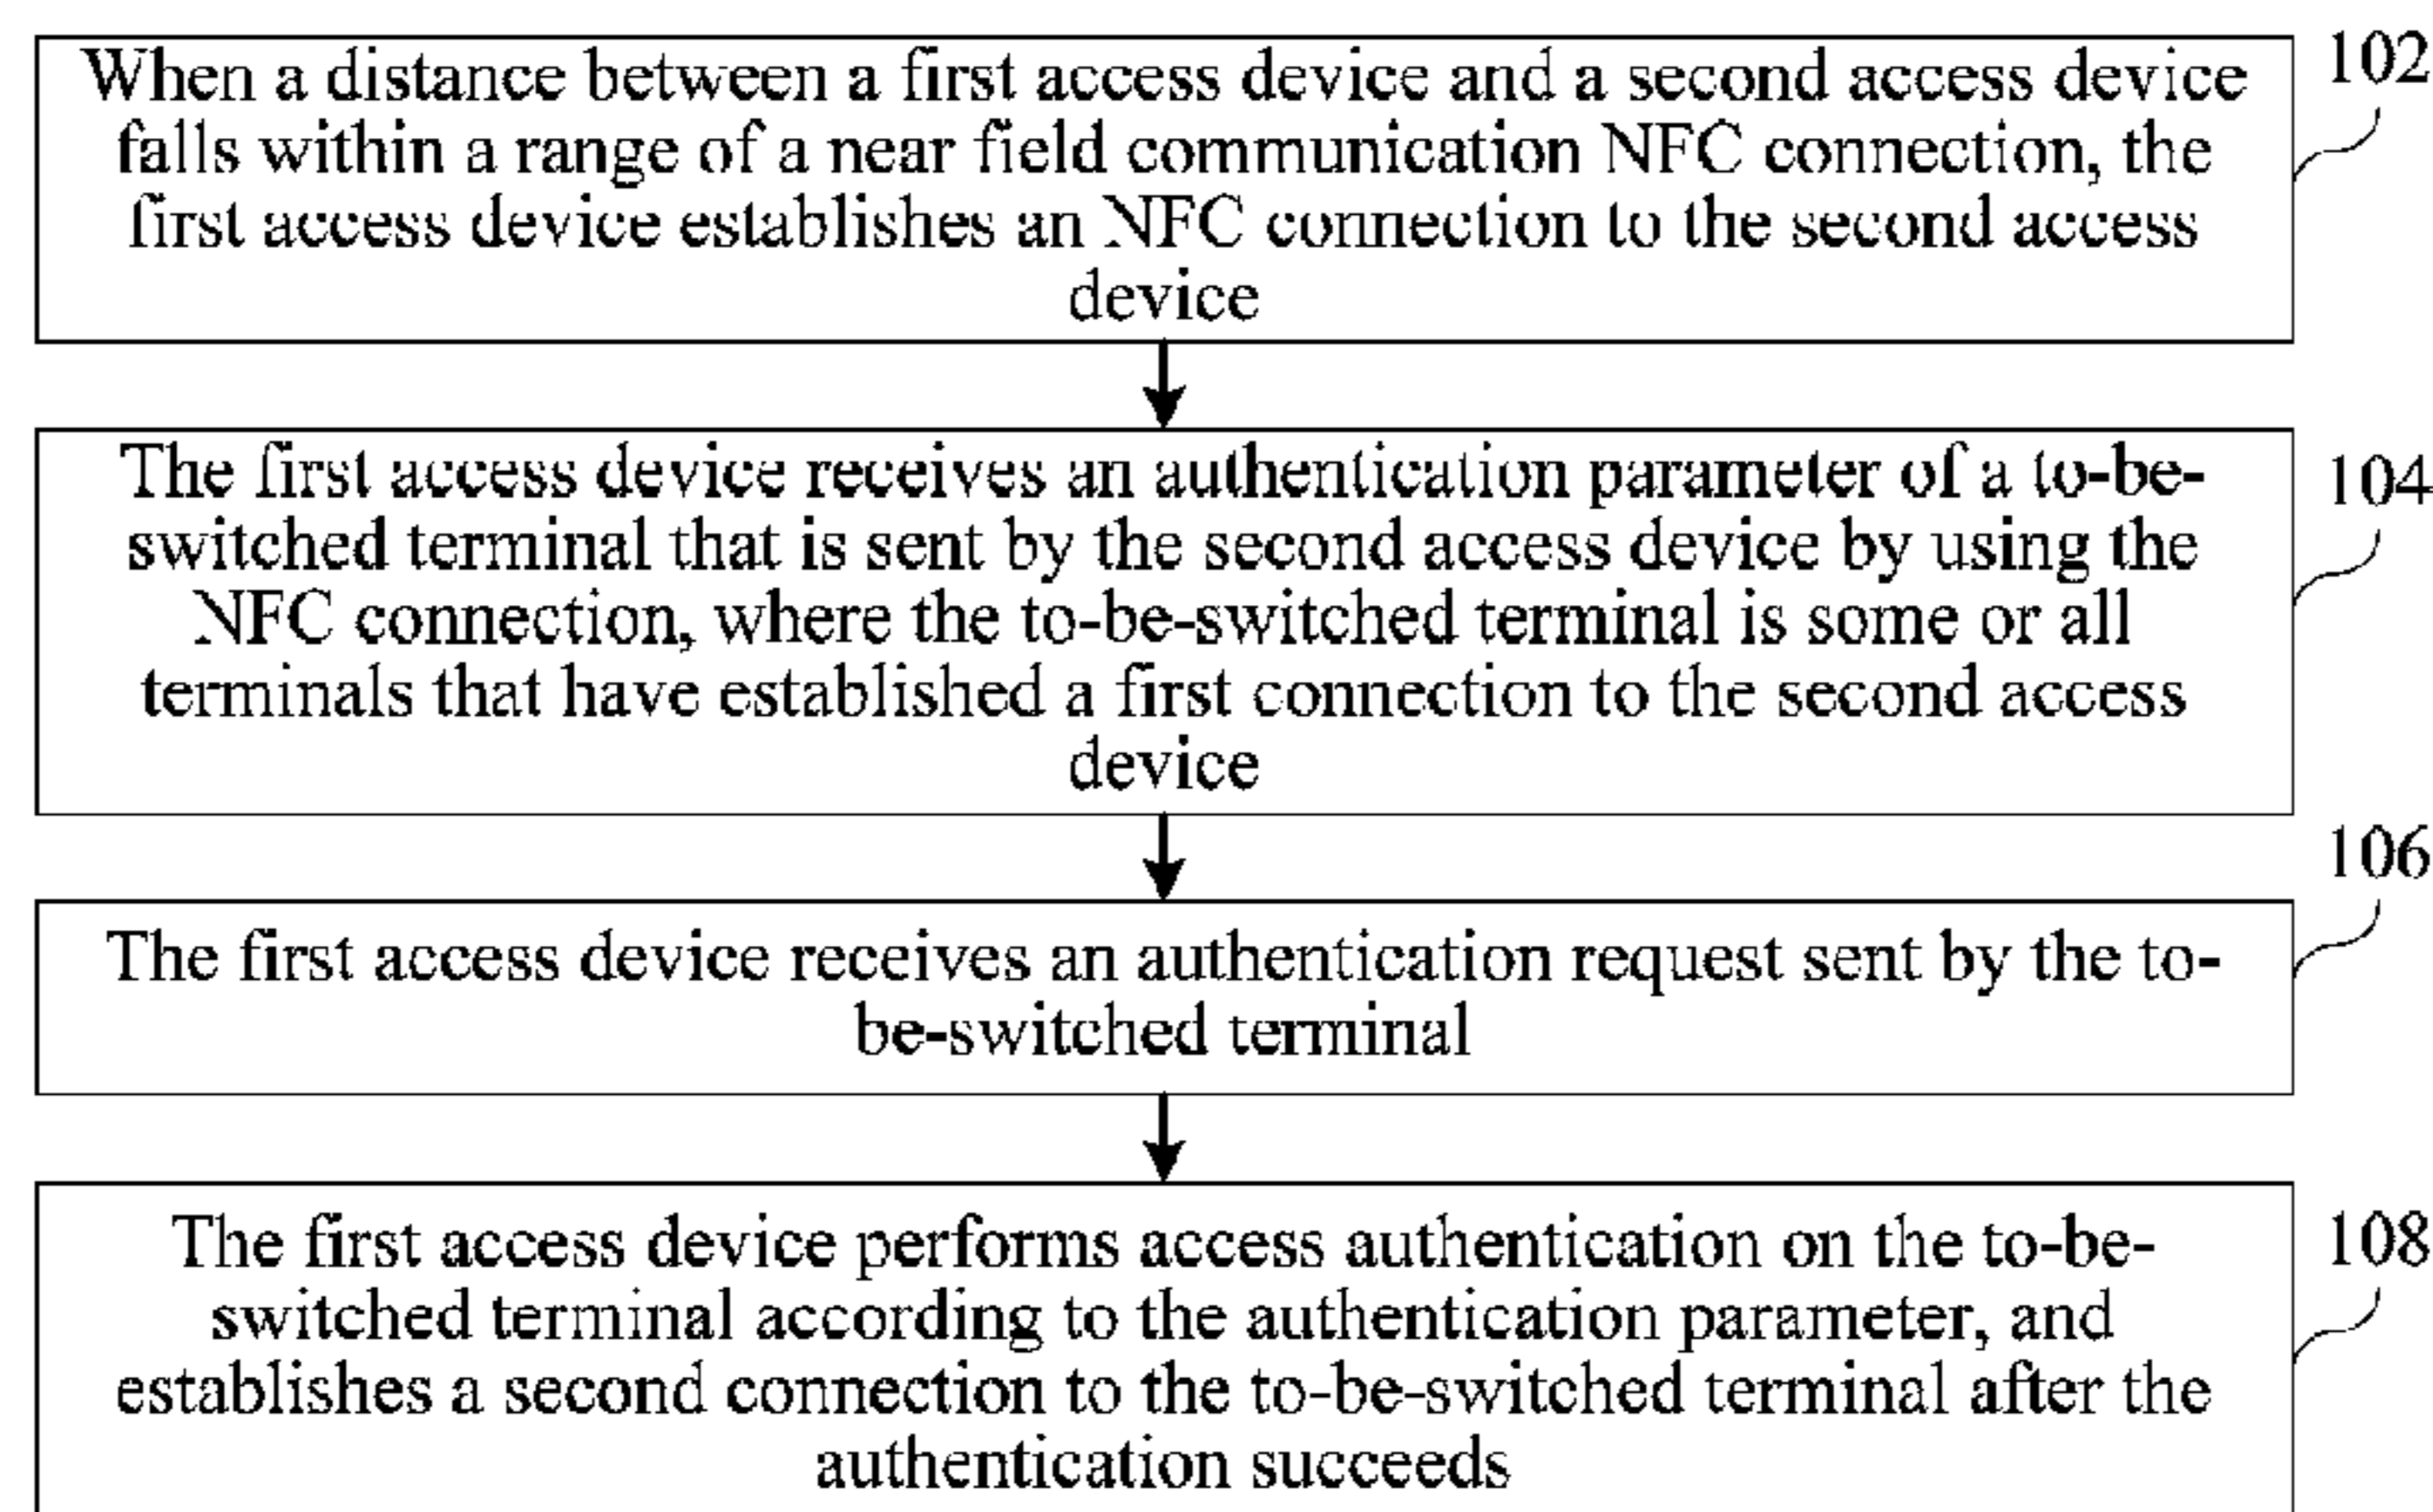 When a distance between a first access device and a second access device
falls within a range of a near field communication NFC connection, the
first access device establishes an NFC connection to the second access
device
102
The first access device receives an authentication parameter of a to-be-
switched terminal that is sent by the second access device by using the
NFC connection, where the to-be-switched terminal is some or all
terminals that have established a first connection to the second access
device
104
The first access device receives an authentication request sent by the to-
be-switched terminal
106
The first access device performs access authentication on the to-be-
switched terminal according to the authentication parameter, and
establishes a second connection to the to-be-switched terminal after the
authentication succeeds
108